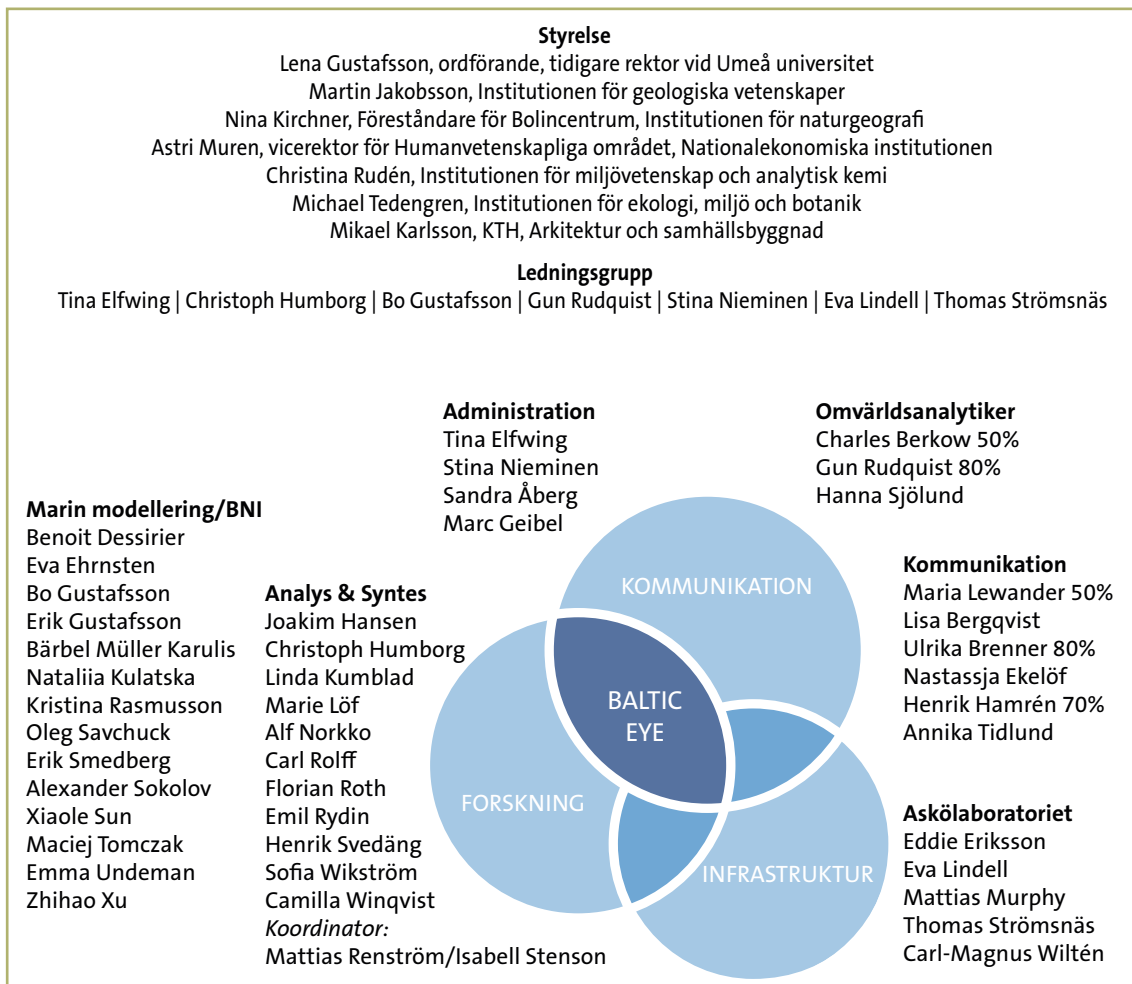 Styrelse
Lena Gustafsson, ordförande, tidigare rektor vid Umeå universitet
Martin Jakobsson, Institutionen för geologiska vetenskaper
Nina Kirchner, Föreståndare för Bolincentrum, Institutionen för naturgeografi
Astri Muren, vicerektor för Humanvetenskapliga området, Nationalekonomiska institutionen
Christina Rudén, Institutionen för miljövetenskap och analytisk kemi
Michael Tedengren, Institutionen för ekologi, miljö och botanik
Mikael Karlsson, KTH, Arkitektur och samhällsbyggnad
Ledningsgrupp
Tina Elfwing | Christoph Humborg | Bo Gustafsson | Gun Rudquist | Stina Nieminen | Eva Lindell | Thomas Strömsnäs
Administration
Tina Elfwing
Stina Nieminen
Sandra Åberg
Marc Geibel
Omvärldsanalytiker
Charles Berkow 50%
Gun Rudquist 80%
Hanna Sjölund
Marin modellering/BNI
Benoit Dessirier
Eva Ehrnsten
Bo Gustafsson
Erik Gustafsson
Bärbel Müller Karulis
Nataliia Kulatska
Kristina Rasmusson
Oleg Savchuck
Erik Smedberg
Alexander Sokolov
Xiaole Sun
Maciej Tomczak
Emma Undeman
Zhihao Xu
Analys & Syntes
Joakim Hansen
Christoph Humborg
Linda Kumblad
Marie Löf
Alf Norkko
Carl Rolff
Florian Roth
Emil Rydin
Henrik Svedäng
Sofia Wikström
Camilla Winqvist
Koordinator:
Mattias Renström/Isabell Stenson
KOMMUNIKATION
BALTIC
EYE
FORSKNING
INFRASTRUKTUR
Kommunikation
Maria Lewander 50%
Lisa Bergqvist
Ulrika Brenner 80%
Nastassja Ekelöf
Henrik Hamrén 70%
Annika Tidlund
Askölaboratoriet
Eddie Eriksson
Eva Lindell
Mattias Murphy
Thomas Strömsnäs
Carl-Magnus Wiltén